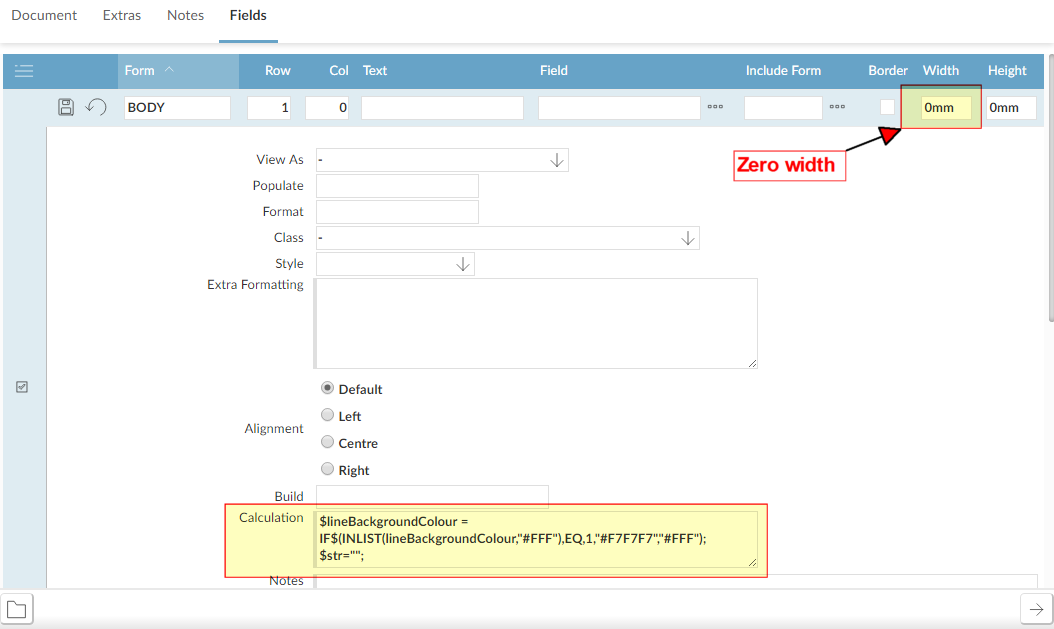 Document Extras Notes Fields
Form Row Col Text Field Include Form Border Width Height
BODY 1 0 0mm 0mm
Zero width
View As -
Populate
Format
Class -
Style
Extra Formatting
Default
Left
Alignment
Centre
Right
Build
Calculation $lineBackgroundColour =
IF$(INLIST(lineBackgroundColour,"#FFF"),EQ,1,"#F7F7F7","#FFF");
$str="";
Notes